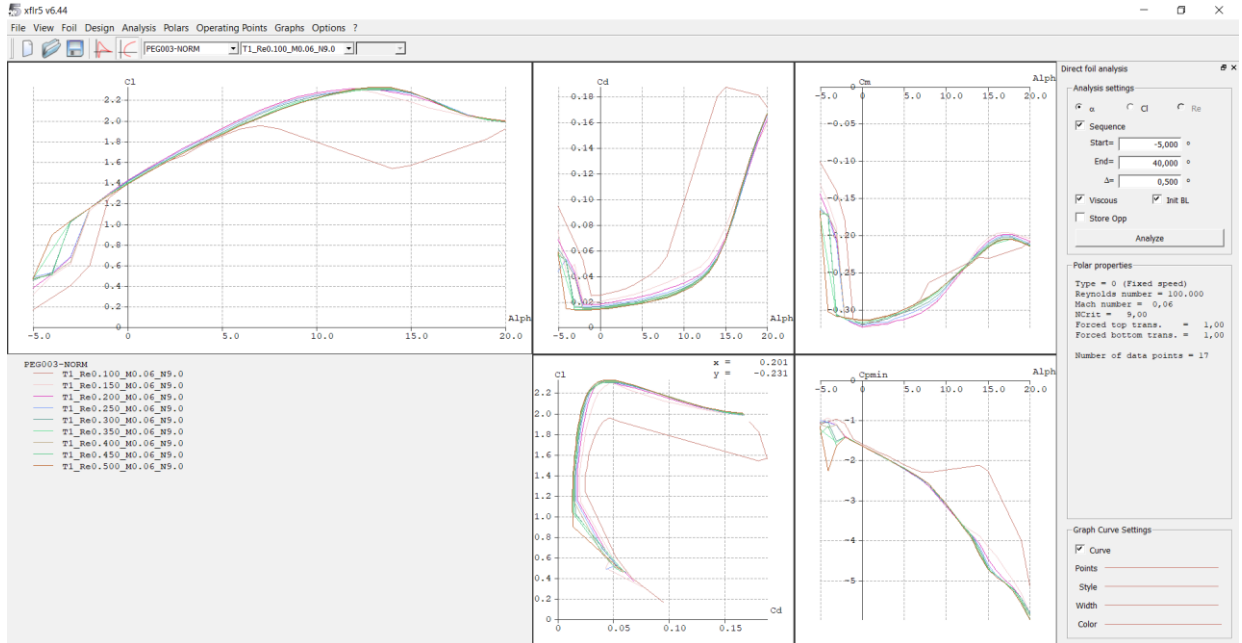 xflr5 v6.44
File View Foil Design Analysis Polars Operating Points Graphs Options ?
PEG003-NORM T1_Re0.100_M0.06_N9.0
Cl
2.2
2.0
1.8
1.6
1.4
1.2
1.0
0.8
0.6
0.4
0.2
0
-5.0 0 5.0 10.0 15.0 20.0
Alph
Cd
0.18
0.16
0.14
0.12
0.10
0.08
0.06
0.04
0.02
0
-5.0 0 5.0 10.0 15.0 20.0
Alph
Cm
Alph
-5.0 0 5.0 10.0 15.0 20.0
-0.05
-0.10
-0.15
-0.20
-0.25
-0.30
PEG003-NORM
T1_Re0.100_M0.06_N9.0
T1_Re0.150_M0.06_N9.0
T1_Re0.200_M0.06_N9.0
T1_Re0.250_M0.06_N9.0
T1_Re0.300_M0.06_N9.0
T1_Re0.350_M0.06_N9.0
T1_Re0.400_M0.06_N9.0
T1_Re0.450_M0.06_N9.0
T1_Re0.500_M0.06_N9.0
x = 0.201
y = -0.231
Cl
2.2
2.0
1.8
1.6
1.4
1.2
1.0
0.8
0.6
0.4
0.2
0
0 0.05 0.10 0.15
Cd
Cpmin
Alph
-5.0 0 5.0 10.0 15.0 20.0
-1
-2
-3
-4
-5
Direct foil analysis
Analysis settings
α Cl Re
Sequence
Start= -5,000 °
End= 40,000 °
Δ= 0,500 °
Viscous Init BL
Store Opp
Analyze
Polar properties
Type = 0 (Fixed speed)
Reynolds number = 100.000
Mach number = 0,06
NCrit = 9,00
Forced top trans. = 1,00
Forced bottom trans. = 1,00
Number of data points = 17
Graph Curve Settings
Curve
Points
Style
Width
Color